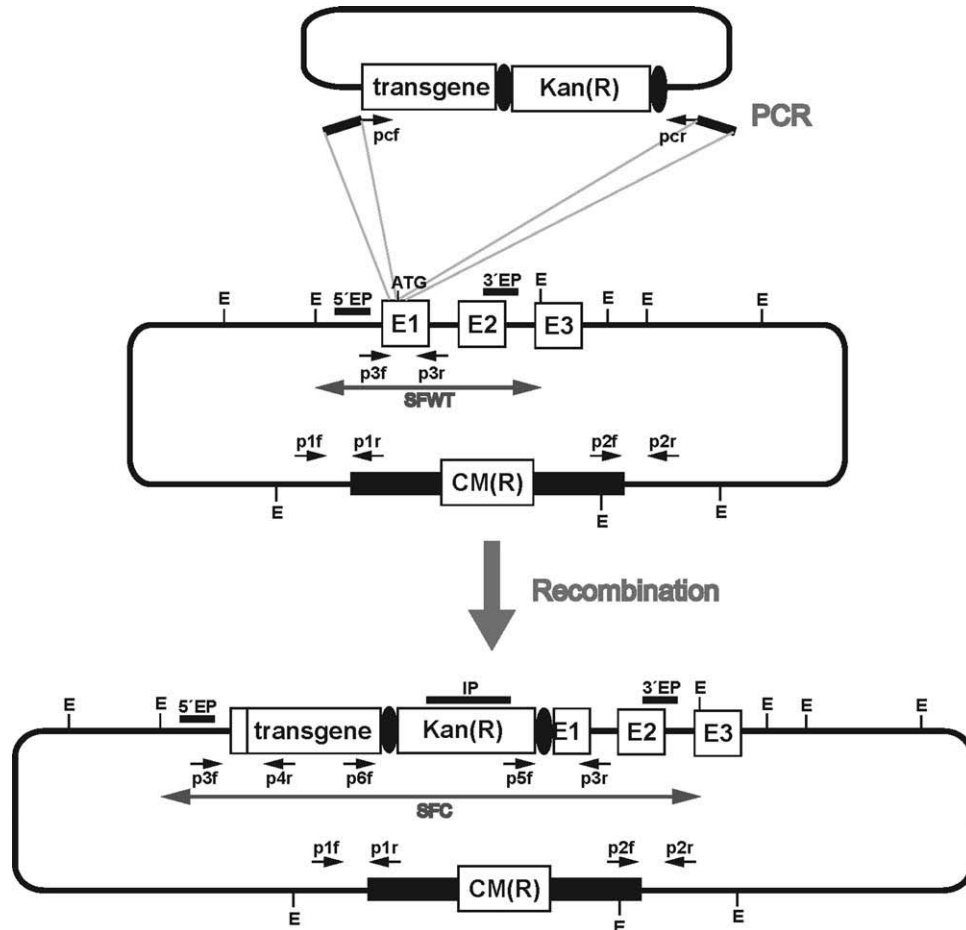 transgene Kan(R)
pcf pcr PCR
ATG
E E 5´EP 3´EP E E E E
E1 E2 E3
p3f p3r
SFWT
p1f p1r p2f p2r
CM(R)
E E E
Recombination
IP
E E 5´EP 3´EP E E E E
transgene Kan(R) E1 E2 E3
p3f p4r p6f p5f p3r
SFC
p1f p1r p2f p2r
CM(R)
E E E